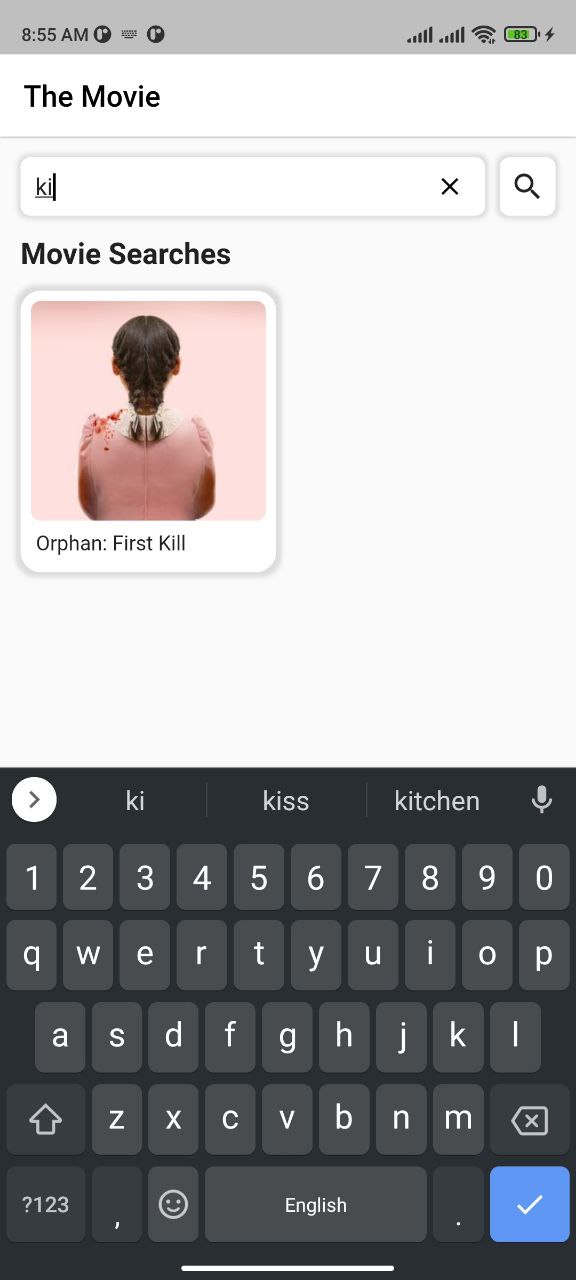 8:55 AM
83
The Movie
ki
Movie Searches
Orphan: First Kill
ki kiss kitchen
1 2 3 4 5 6 7 8 9 0
q w e r t y u i o p
a s d f g h j k l
z x c v b n m
?123 , English .